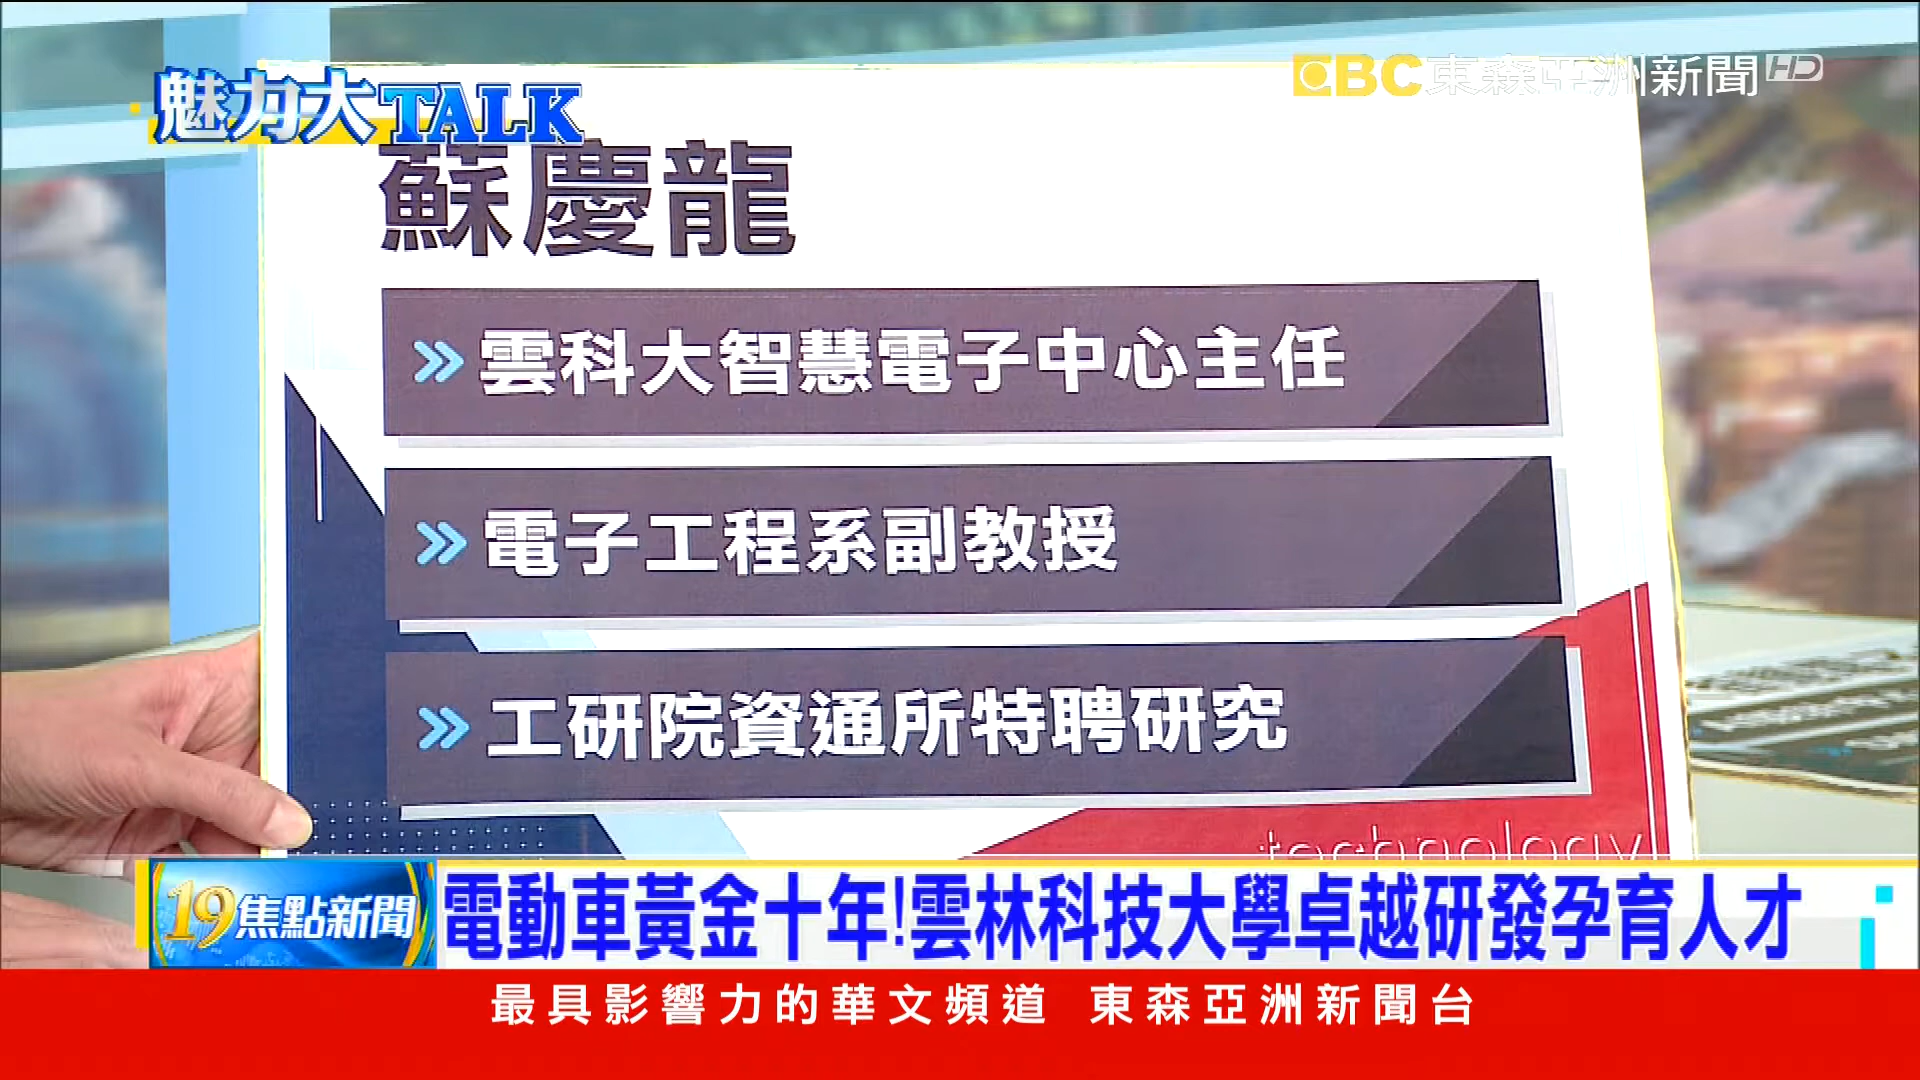 魅力大TALK
EBC東森亞洲新聞HD
蘇慶龍
雲科大智慧電子中心主任
電子工程系副教授
工研院資通所特聘研究
technology
19焦點新聞
電動車黃金十年!雲林科技大學卓越研發孕育人才
最具影響力的華文頻道 東森亞洲新聞台